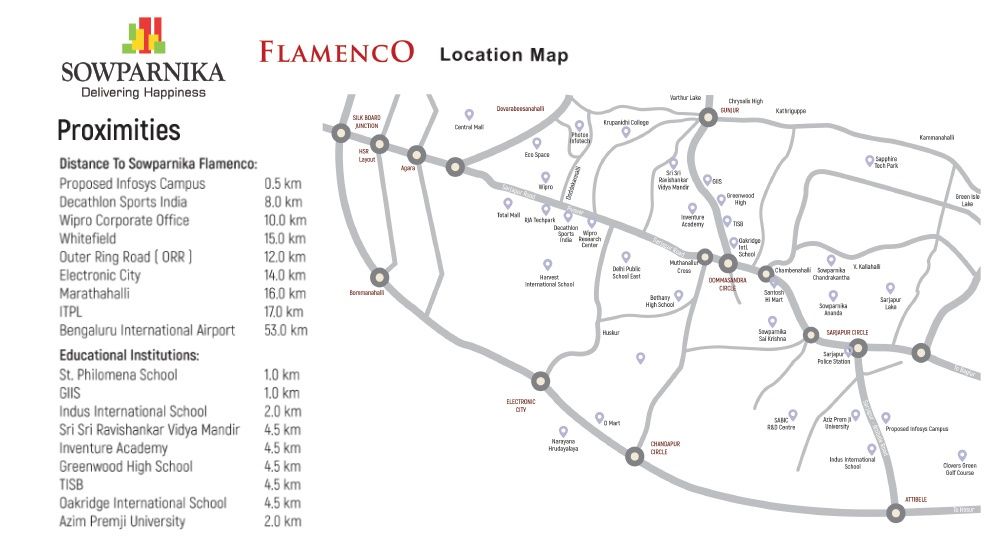 SOWPARNIKA
Delivering Happiness
FLAMENCO
Location Map
Proximities
Distance To Sowparnika Flamenco:
Proposed Infosys Campus 0.5 km
Decathlon Sports India 8.0 km
Wipro Corporate Office 10.0 km
Whitefield 15.0 km
Outer Ring Road [ ORR ] 12.0 km
Electronic City 14.0 km
Marathahalli 16.0 km
ITPL 17.0 km
Bengaluru International Airport 53.0 km
Educational Institutions:
St. Philomena School 1.0 km
GIIS 1.0 km
Indus International School 2.0 km
Sri Sri Ravishankar Vidya Mandir 4.5 km
Inventure Academy 4.5 km
Greenwood High School 4.5 km
TISB 4.5 km
Oakridge International School 4.5 km
Azim Premji University 2.0 km
SILK BOARD
JUNCTION
HSR
Layout
Agara
Central Mall
Devarabeesanahalli
Photon
Infotech
Eco Space
Wipro
Krupanidhi College
Varthur Lake
GUNJUR
Chrysalis High
Kathriguppe
Kammanahalli
Sapphire
Tech Park
Green Isle
Lake
Sri Sri
Ravishankar
Vidya Mandir
GIIS
Greenwood
High
TISB
Inventure
Academy
Oakridge
Intl.
School
Total Mall
RJA Techpark
Decathlon
Sports
India
Wipro
Research
Center
Sarjapur Road
Muthanallur
Cross
DOMMASANDRA
CIRCLE
Chambenahalli
Santosh
Hi Mart
Sowparnika
Chandrakantha
V. Kallahalli
Sowparnika
Ananda
Sarjapur
Lake
Harvest
International School
Delhi Public
School East
Bethany
High School
Bommanahalli
Huskur
Sowparnika
Sai Krishna
SARJAPUR CIRCLE
Sarjapur
Police Station
To Bagur
ELECTRONIC
CITY
D Mart
Narayana
Hrudayalaya
CHANDAPUR
CIRCLE
SABIC
R&D Centre
Aziz Prem Ji
University
Proposed Infosys Campus
Indus International
School
Clovers Green
Golf Course
ATTIBELE
To Hosur